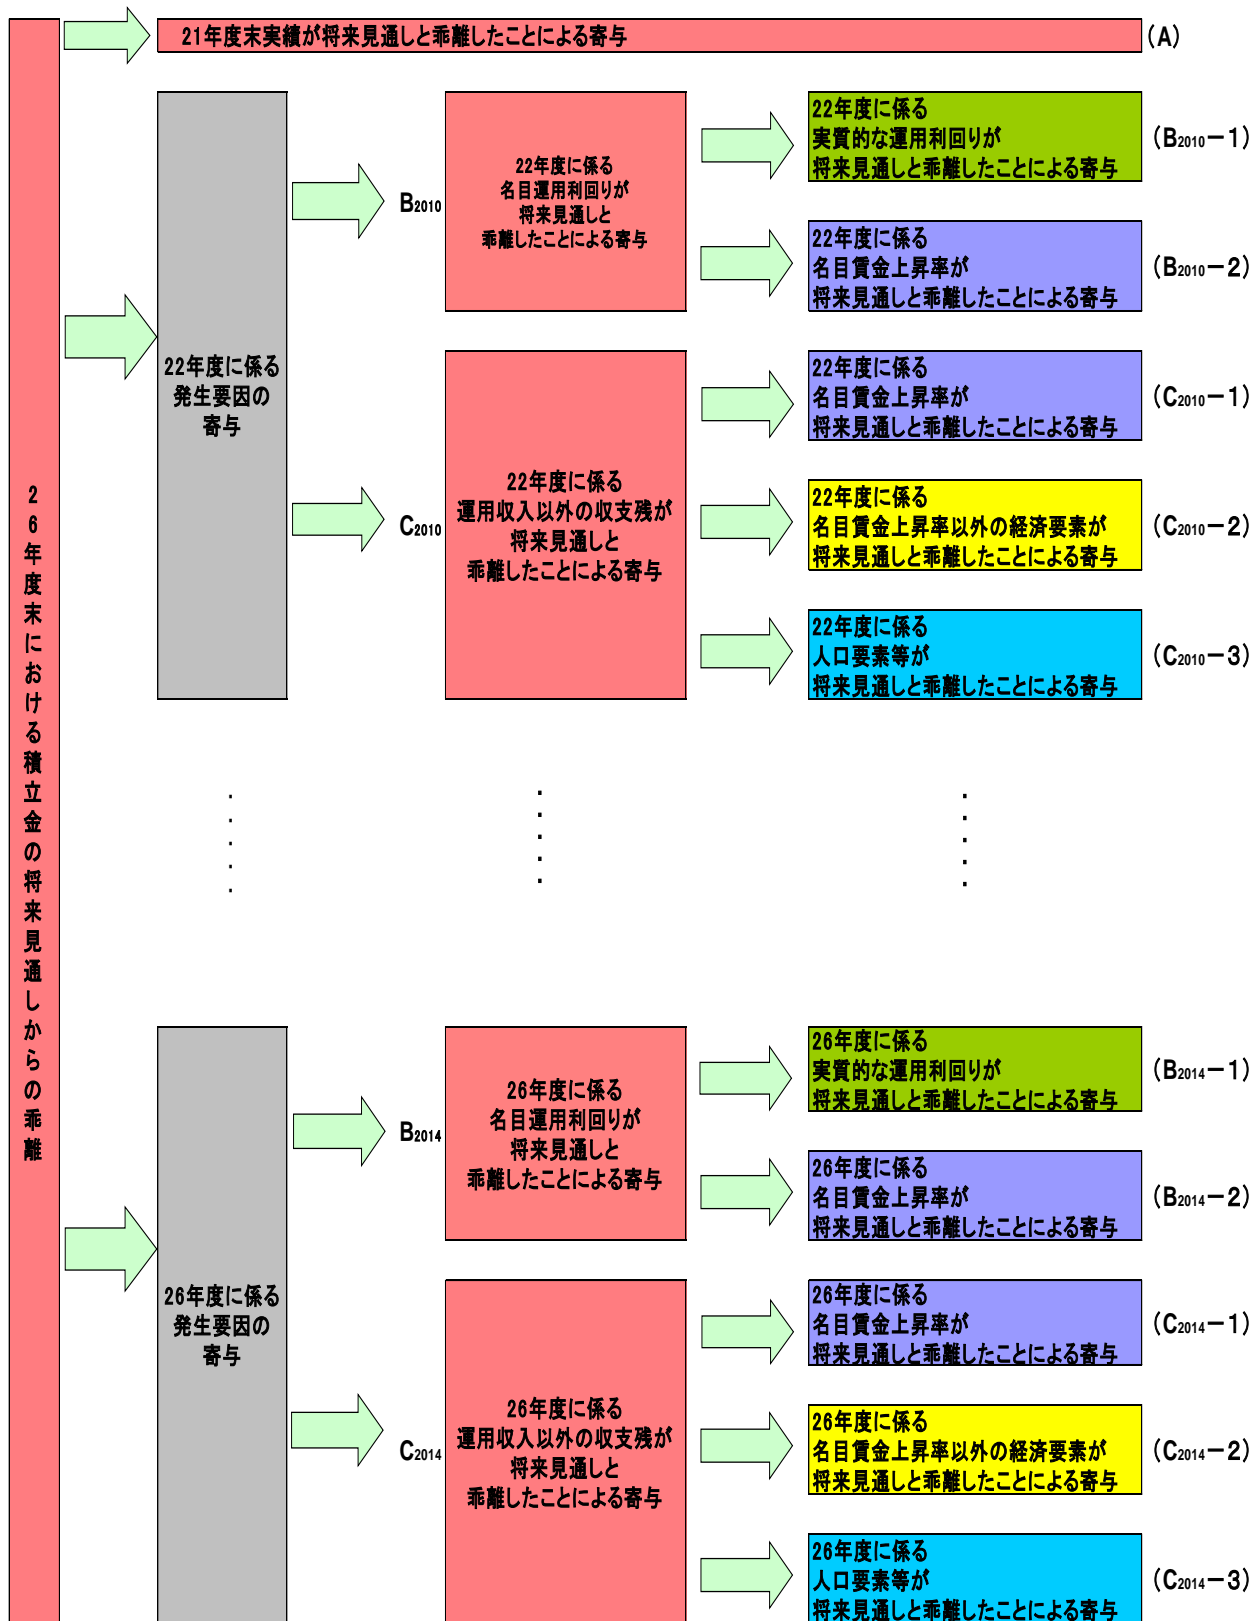 21年度末実績が将来見通しと乖離したことによる寄与
(A)
26年度末における積立金の将来見通しからの乖離
22年度に係る
発生要因の
寄与
B2010
22年度に係る
名目運用利回りが
将来見通しと
乖離したことによる寄与
22年度に係る
実質的な運用利回りが
将来見通しと乖離したことによる寄与
(B2010－1)
22年度に係る
名目賃金上昇率が
将来見通しと乖離したことによる寄与
(B2010－2)
C2010
22年度に係る
運用収入以外の収支残が
将来見通しと
乖離したことによる寄与
22年度に係る
名目賃金上昇率が
将来見通しと乖離したことによる寄与
(C2010－1)
22年度に係る
名目賃金上昇率以外の経済要素が
将来見通しと乖離したことによる寄与
(C2010－2)
22年度に係る
人口要素等が
将来見通しと乖離したことによる寄与
(C2010－3)
26年度に係る
発生要因の
寄与
B2014
26年度に係る
名目運用利回りが
将来見通しと
乖離したことによる寄与
26年度に係る
実質的な運用利回りが
将来見通しと乖離したことによる寄与
(B2014－1)
26年度に係る
名目賃金上昇率が
将来見通しと乖離したことによる寄与
(B2014－2)
C2014
26年度に係る
運用収入以外の収支残が
将来見通しと
乖離したことによる寄与
26年度に係る
名目賃金上昇率が
将来見通しと乖離したことによる寄与
(C2014－1)
26年度に係る
名目賃金上昇率以外の経済要素が
将来見通しと乖離したことによる寄与
(C2014－2)
26年度に係る
人口要素等が
将来見通しと乖離したことによる寄与
(C2014－3)